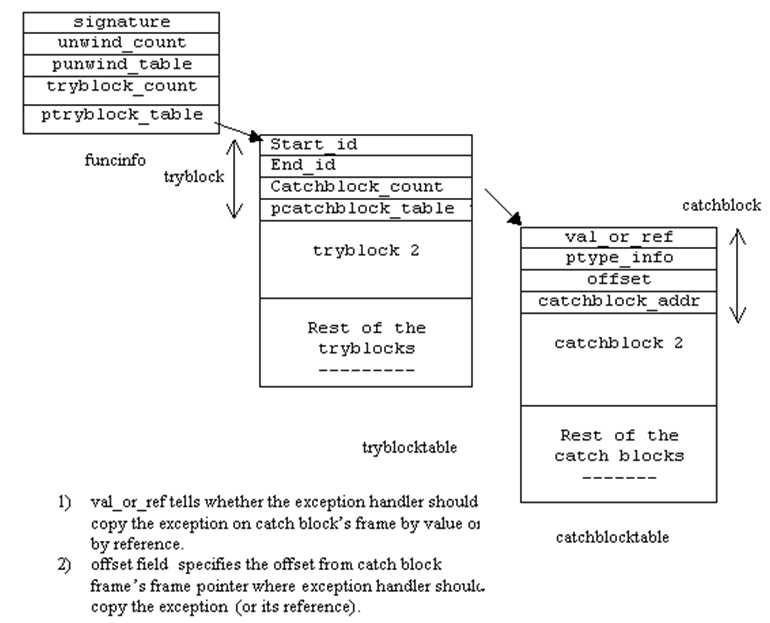 signature
unwind_count
punwind_table
tryblock_count
ptryblock_table
funcinfo
tryblock
Start_id
End_id
Catchblock_count
pcatchblock_table
tryblock 2
Rest of the
tryblocks
---------
tryblocktable
catchblock
val_or_ref
ptype_info
offset
catchblock_addr
catchblock 2
Rest of the
catch blocks
-------
catchblocktable
1) val_or_ref tells whether the exception handler should
copy the exception on catch block's frame by value or
by reference.
2) offset field specifies the offset from catch block
frame's frame pointer where exception handler should
copy the exception (or its reference).